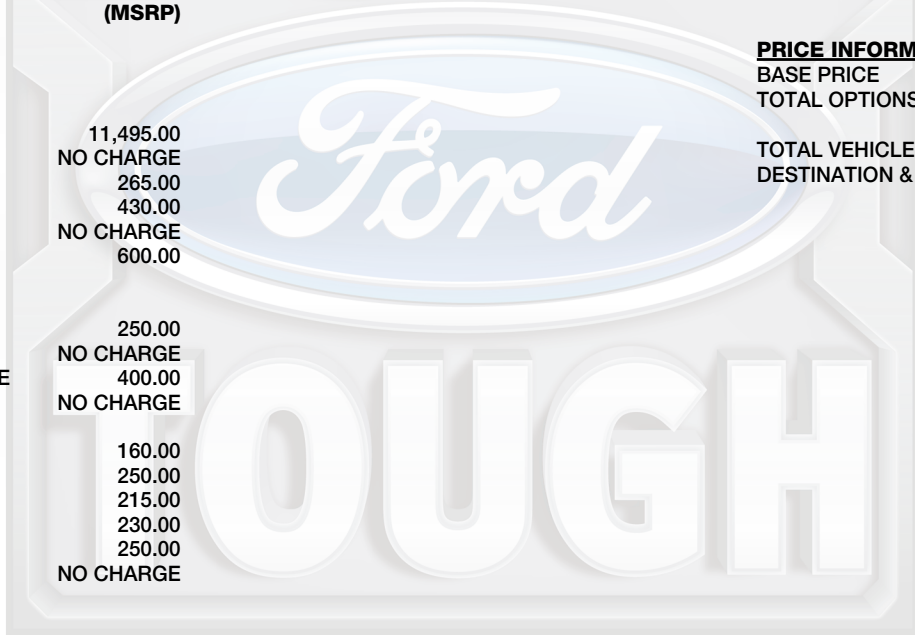 (MSRP)
11,495.00
NO CHARGE
265.00
430.00
NO CHARGE
600.00
250.00
NO CHARGE
400.00
NO CHARGE
160.00
250.00
215.00
230.00
250.00
NO CHARGE
PRICE INFORM
BASE PRICE
TOTAL OPTIONS
TOTAL VEHICLE
DESTINATION &
Ford
TOUGH